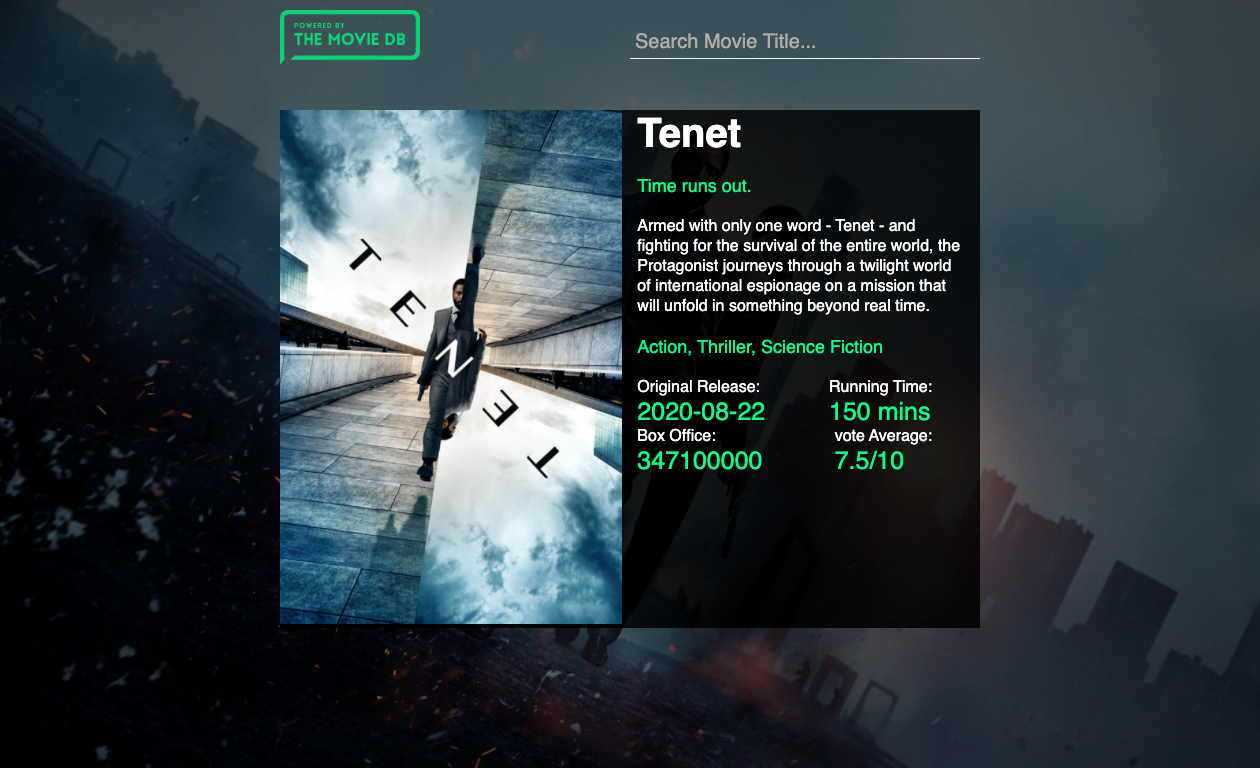 POWERED BY
THE MOVIE DB
Search Movie Title...
TENET
Tenet
Time runs out.
Armed with only one word - Tenet - and
fighting for the survival of the entire world, the
Protagonist journeys through a twilight world
of international espionage on a mission that
will unfold in something beyond real time.
Action, Thriller, Science Fiction
Original Release:
Running Time:
2020-08-22
150 mins
Box Office:
vote Average:
347100000
7.5/10